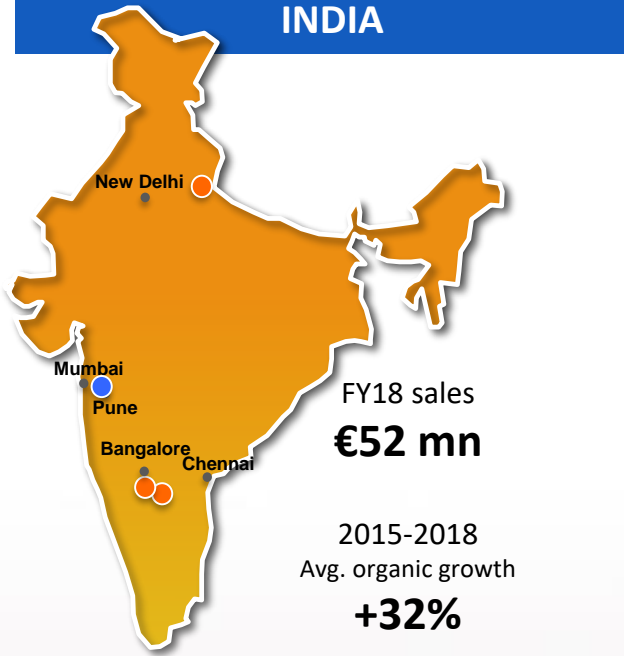 INDIA
New Delhi
Mumbai
Pune
Bangalore
Chennai
FY18 sales
€52 mn
2015-2018
Avg. organic growth
+32%